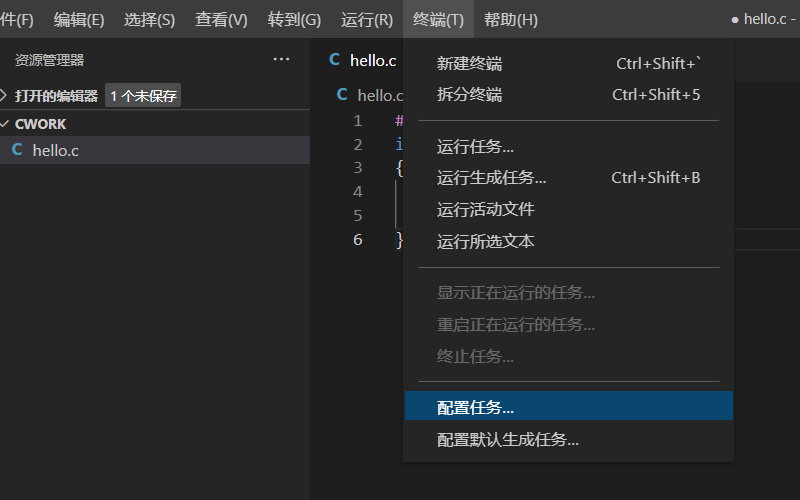 件(F) 编辑(E) 选择(S) 查看(V) 转到(G) 运行(R) 终端(T) 帮助(H) ● hello.c -
资源管理器 ···
打开的编辑器 1 个未保存
CWORK
C hello.c
C hello.c
C hello.c
1 #
2 i
3 {
4
5
6 }
新建终端 Ctrl+Shift+`
拆分终端 Ctrl+Shift+5
运行任务...
运行生成任务... Ctrl+Shift+B
运行活动文件
运行所选文本
显示正在运行的任务...
重启正在运行的任务...
终止任务...
配置任务...
配置默认生成任务...